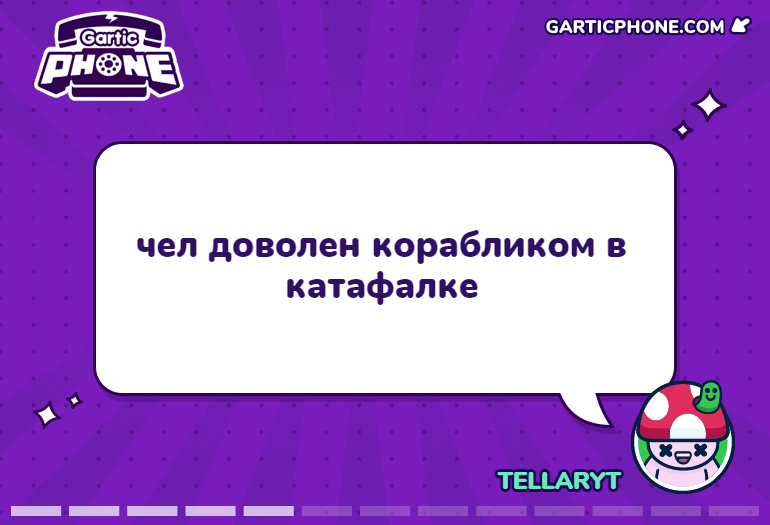 Gartic
PHONE
GARTICPHONE.COM
чел доволен корабликом в
катафалке
TELLARYT